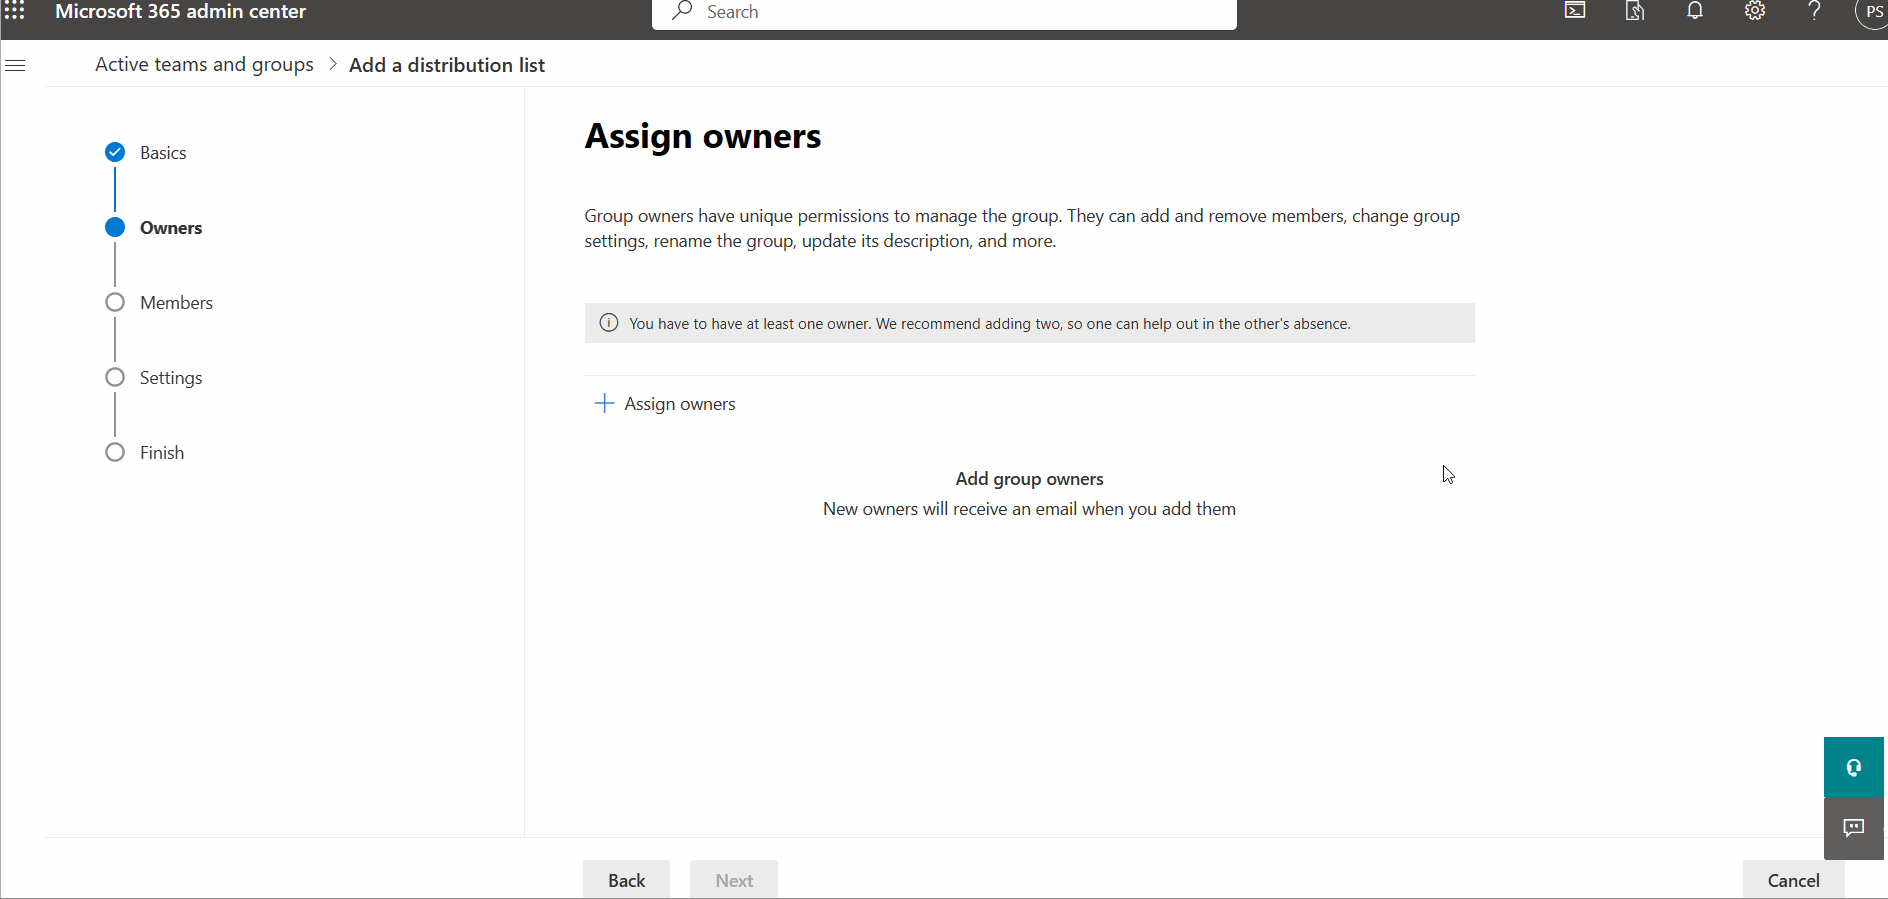 Microsoft 365 admin center
Search
PS
Active teams and groups > Add a distribution list
Basics
Owners
Members
Settings
Finish
Assign owners
Group owners have unique permissions to manage the group. They can add and remove members, change group
settings, rename the group, update its description, and more.
You have to have at least one owner. We recommend adding two, so one can help out in the other's absence.
Assign owners
Add group owners
New owners will receive an email when you add them
Back
Next
Cancel